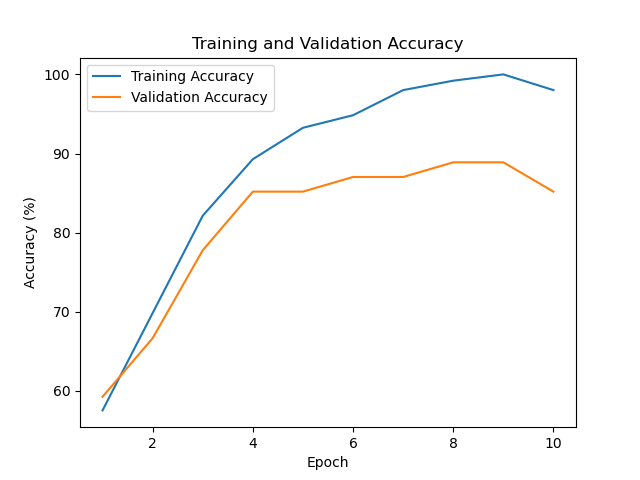 Training and Validation Accuracy
Training Accuracy
Validation Accuracy
100
90
80
70
60
Accuracy (%)
2 4 6 8 10
Epoch